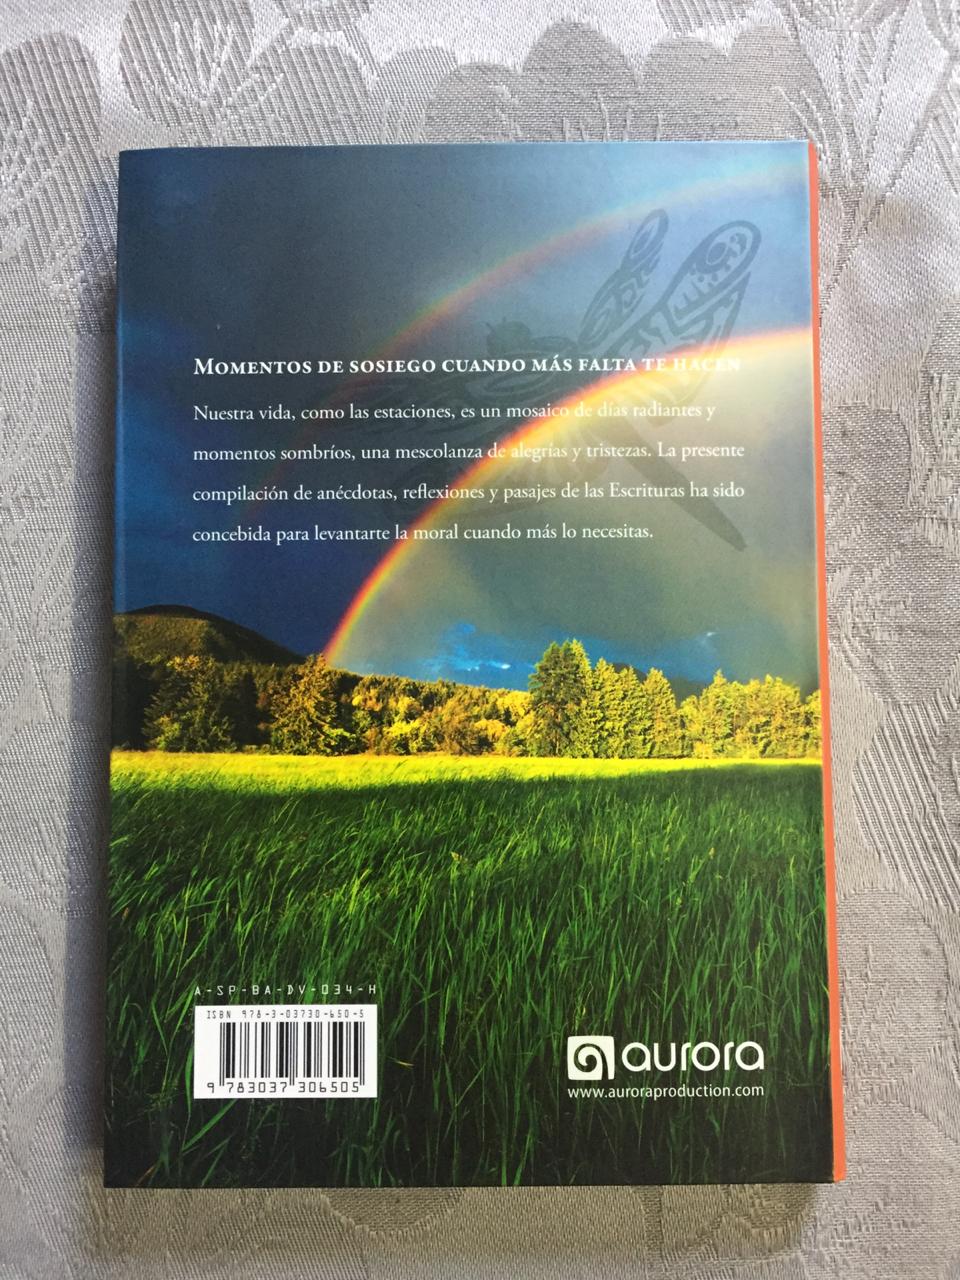 MOMENTOS DE SOSIEGO CUANDO MÁS FALTA TE HACEN
Nuestra vida, como las estaciones, es un mosaico de días radiantes y
momentos sombríos, una mescolanza de alegrías y tristezas. La presente
compilación de anécdotas, reflexiones y pasajes de las Escrituras ha sido
concebida para levantarte la moral cuando más lo necesitas.
A-SP-BA-DV-034-H
ISBN 978-3-03730-650-5
9 783037 306505
aurora
www.auroraproduction.com